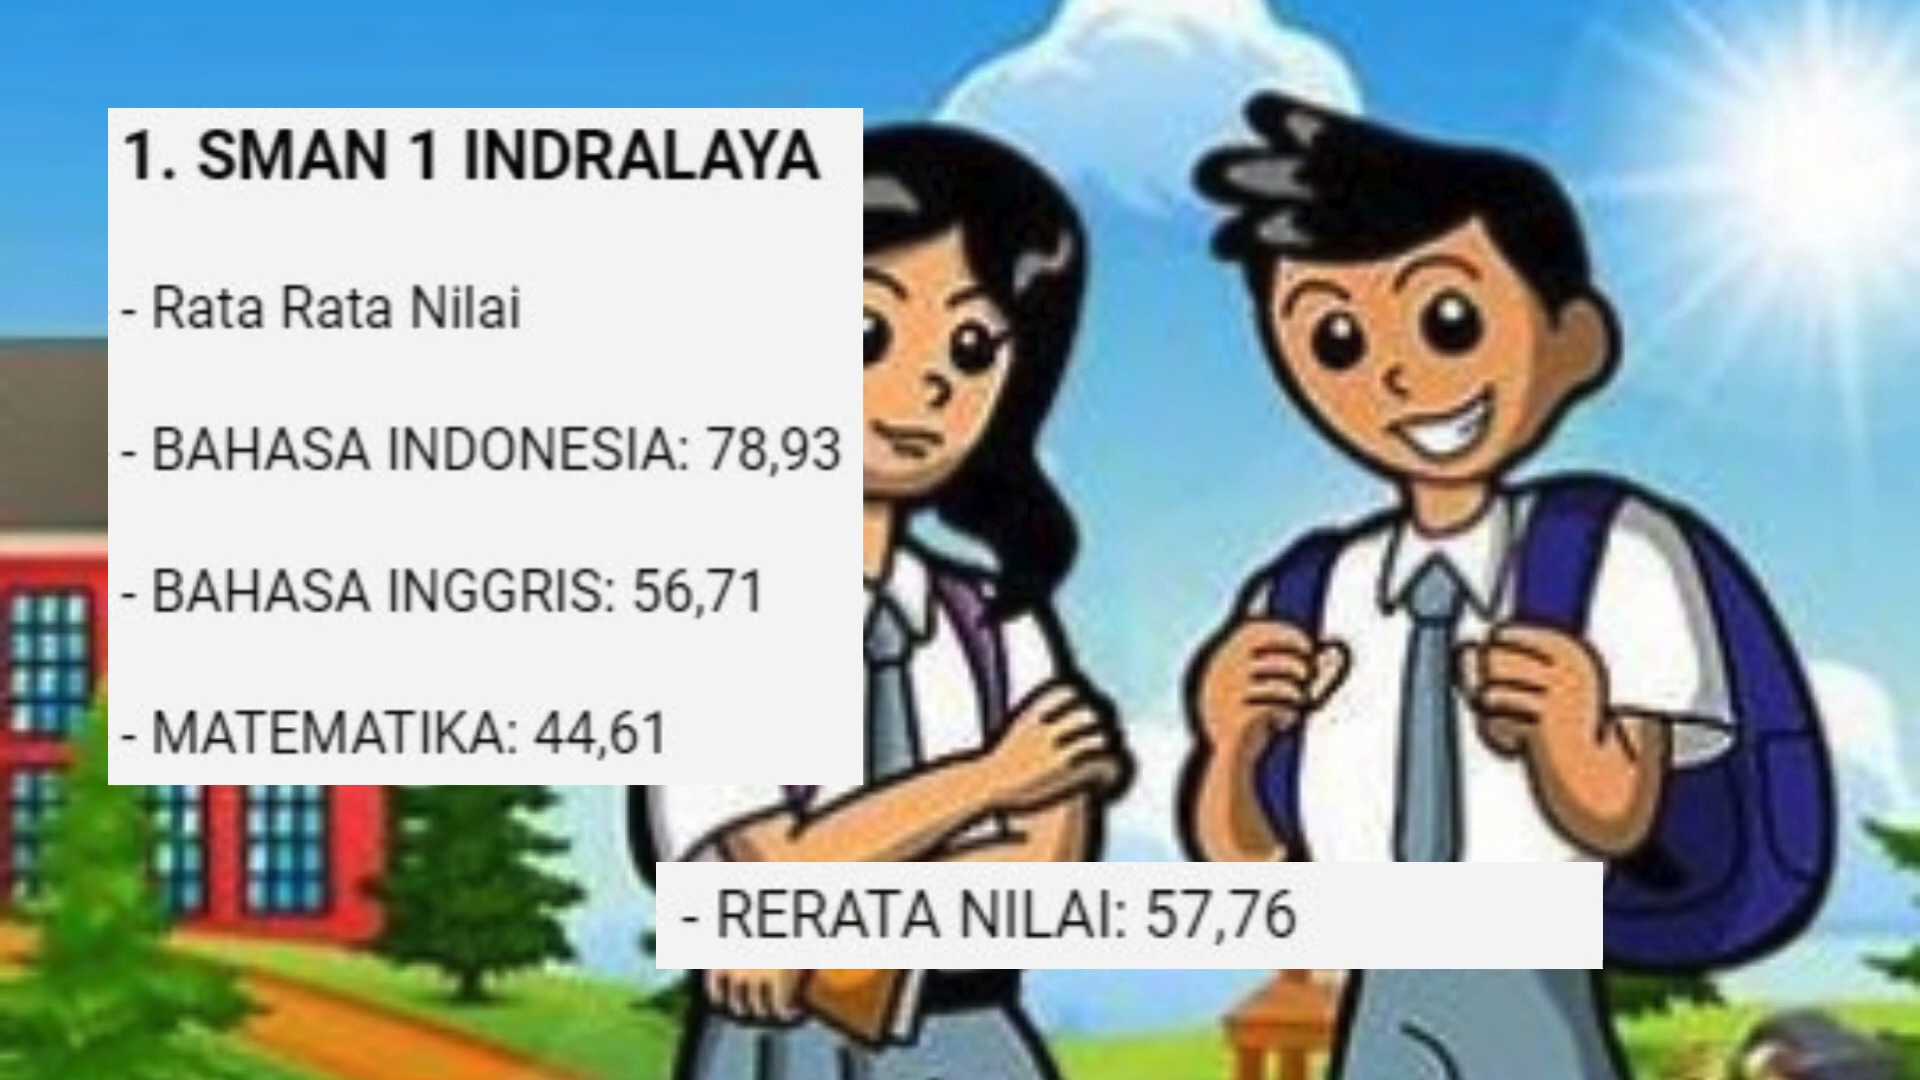 1. SMAN 1 INDRALAYA
- Rata Rata Nilai
- BAHASA INDONESIA: 78,93
- BAHASA INGGRIS: 56,71
- MATEMATIKA: 44,61
- RERATA NILAI: 57,76